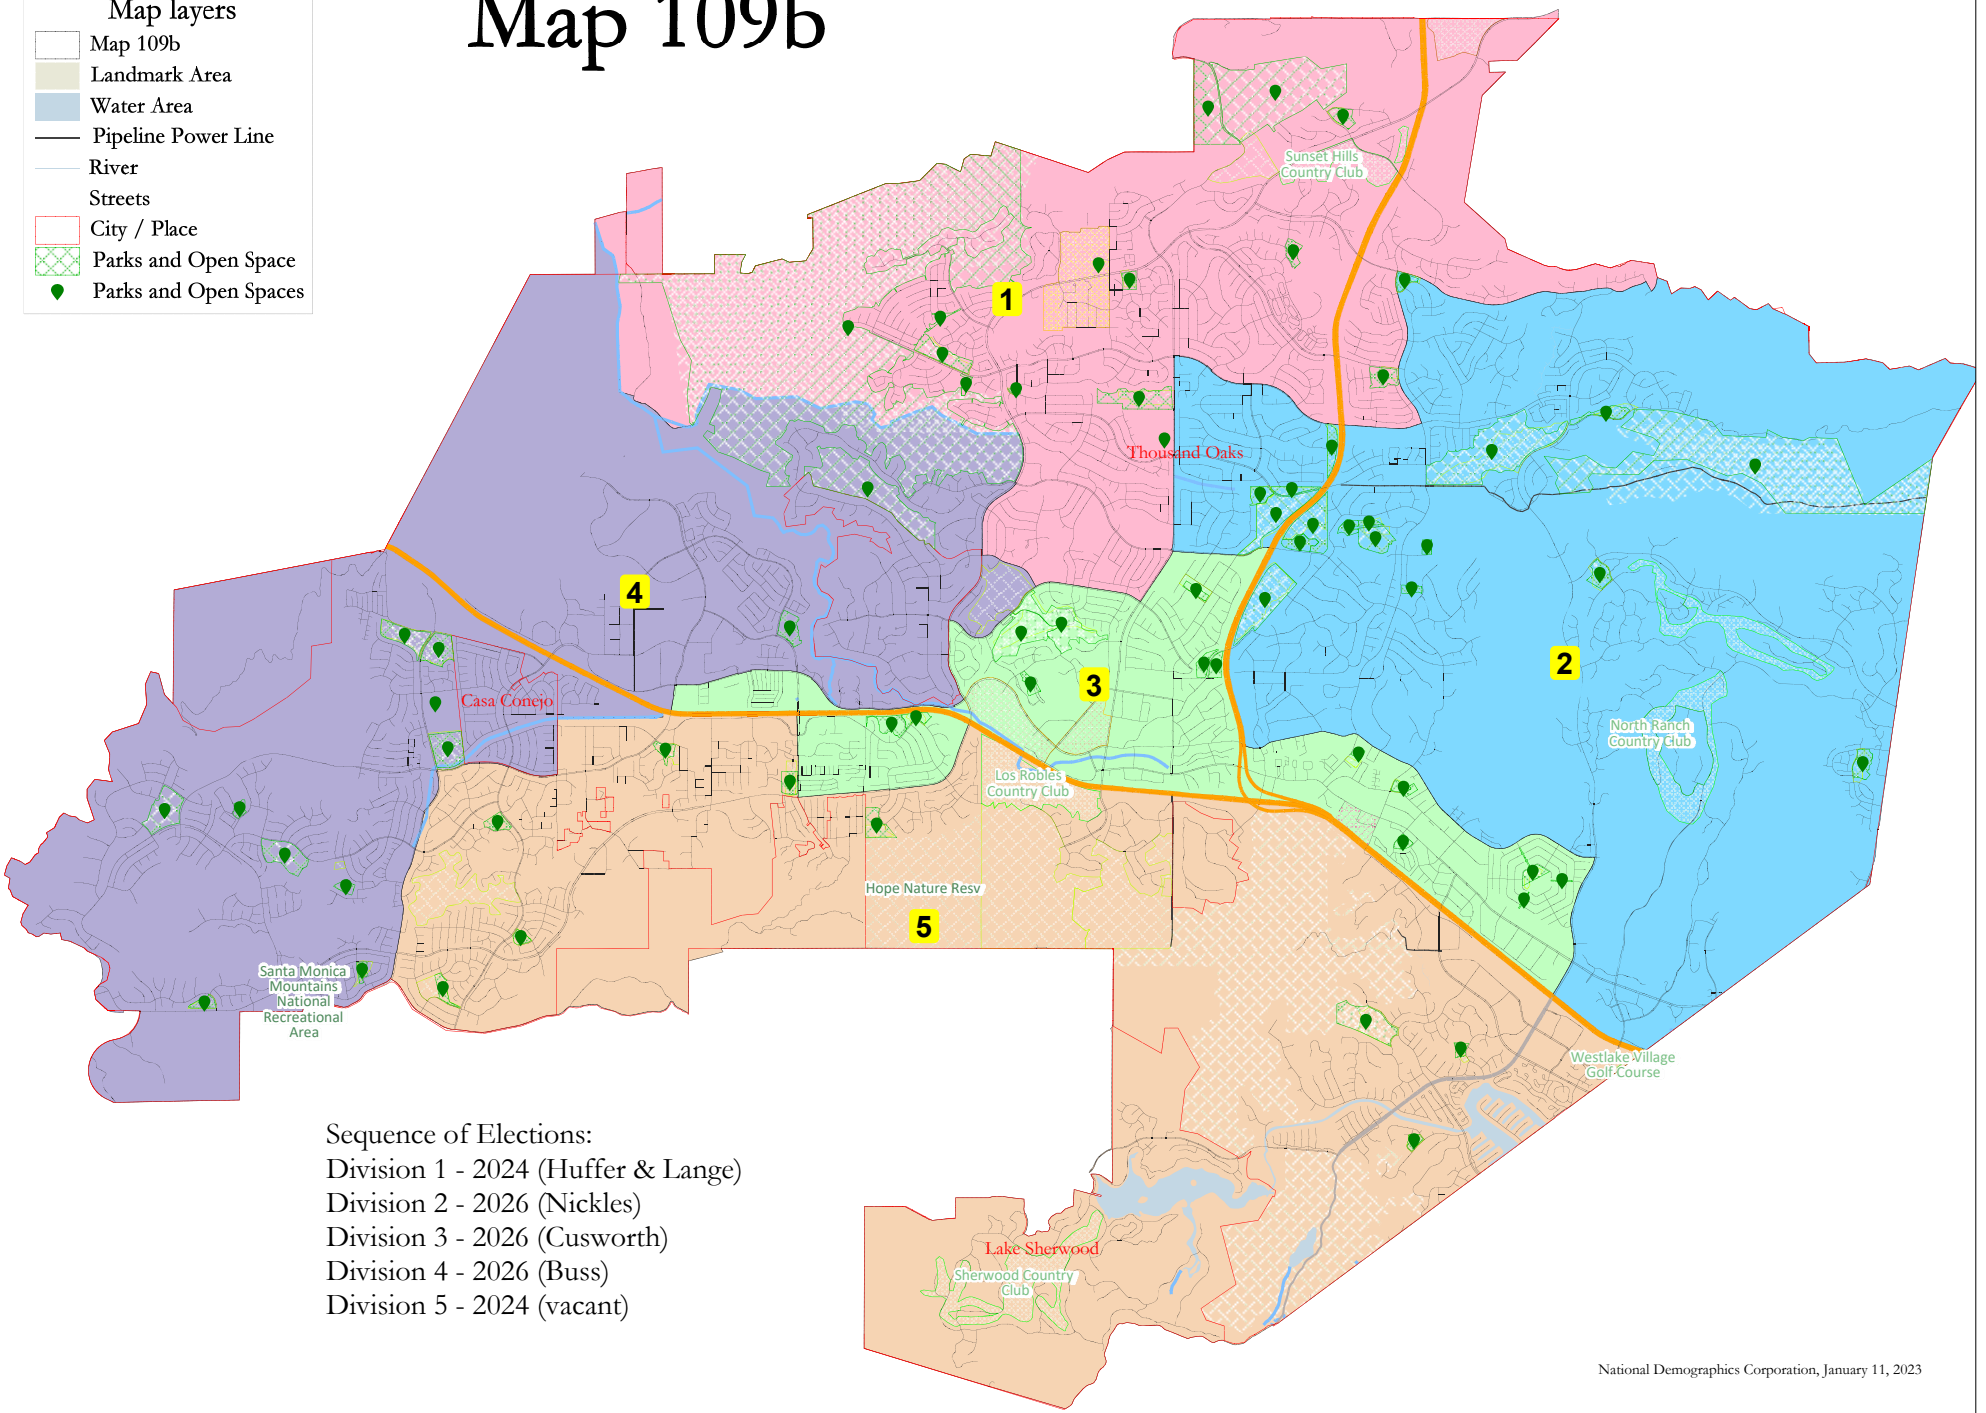 Map layers
Map 109b
Landmark Area
Water Area
Pipeline Power Line
River
Streets
City / Place
Parks and Open Space
Parks and Open Spaces
Map 109b
Sunset Hills
Country Club
1
Thousand Oaks
4
2
3
Casa Conejo
North Ranch
Country Club
Los Robles
Country Club
Hope Nature Resv
5
Santa Monica
Mountains
National
Recreational
Area
Westlake Village
Golf Course
Sequence of Elections:
Division 1 - 2024 (Huffer & Lange)
Division 2 - 2026 (Nickles)
Division 3 - 2026 (Cusworth)
Division 4 - 2026 (Buss)
Division 5 - 2024 (vacant)
Lake Sherwood
Sherwood Country
Club
National Demographics Corporation, January 11, 2023